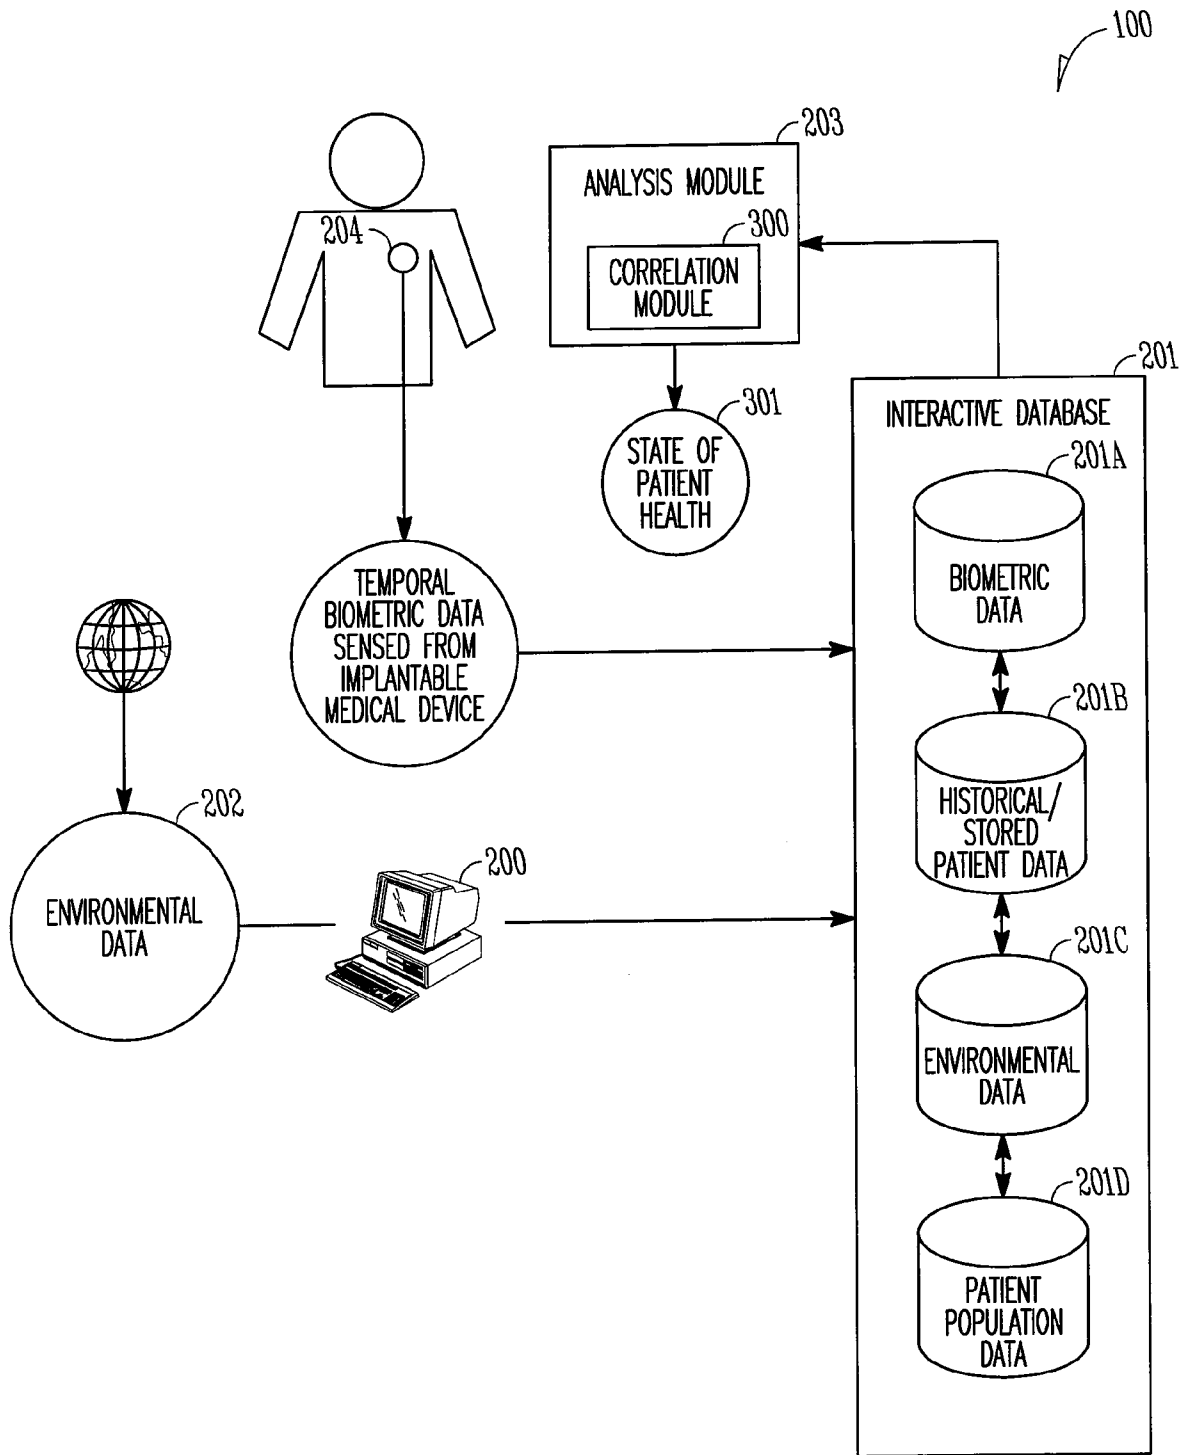 100
203
ANALYSIS MODULE
204
300
CORRELATION
MODULE
201
INTERACTIVE DATABASE
301
STATE OF
PATIENT
HEALTH
201A
BIOMETRIC
DATA
TEMPORAL
BIOMETRIC DATA
SENSED FROM
IMPLANTABLE
MEDICAL DEVICE
201B
HISTORICAL/
STORED
PATIENT DATA
202
ENVIRONMENTAL
DATA
200
201C
ENVIRONMENTAL
DATA
201D
PATIENT
POPULATION
DATA